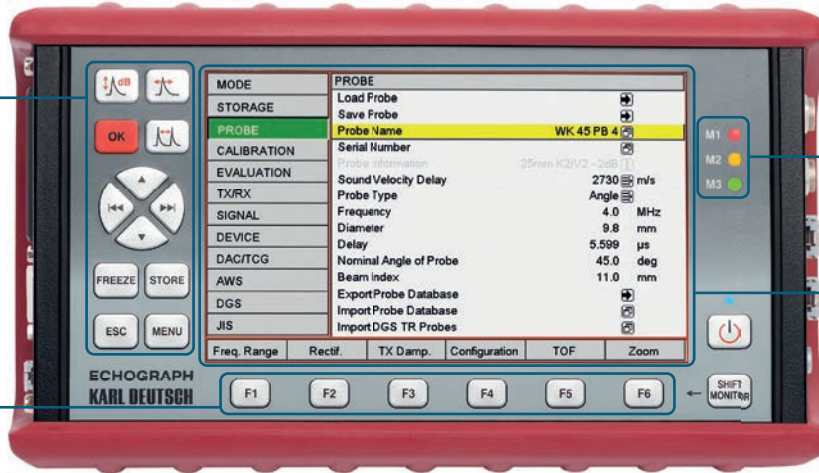 dB
OK
FREEZE STORE
ESC MENU
ECHOGRAPH
KARL DEUTSCH
MODE
STORAGE
PROBE
CALIBRATION
EVALUATION
TX/RX
SIGNAL
DEVICE
DAC/TCG
AWS
DGS
JIS
PROBE
Load Probe
Save Probe
Probe Name WK 45 PB 4
Serial Number
Probe Information 25mm K2/V2 -2dB
Sound Velocity Delay 2730 m/s
Probe Type Angle
Frequency 4.0 MHz
Diameter 9.8 mm
Delay 5.599 µs
Nominal Angle of Probe 45.0 deg
Beam Index 11.0 mm
Export Probe Database
Import Probe Database
Import DGS TR Probes
Freq. Range Rectif. TX Damp. Configuration TOF Zoom
F1 F2 F3 F4 F5 F6
M1
M2
M3
SHIFT
MONITOR